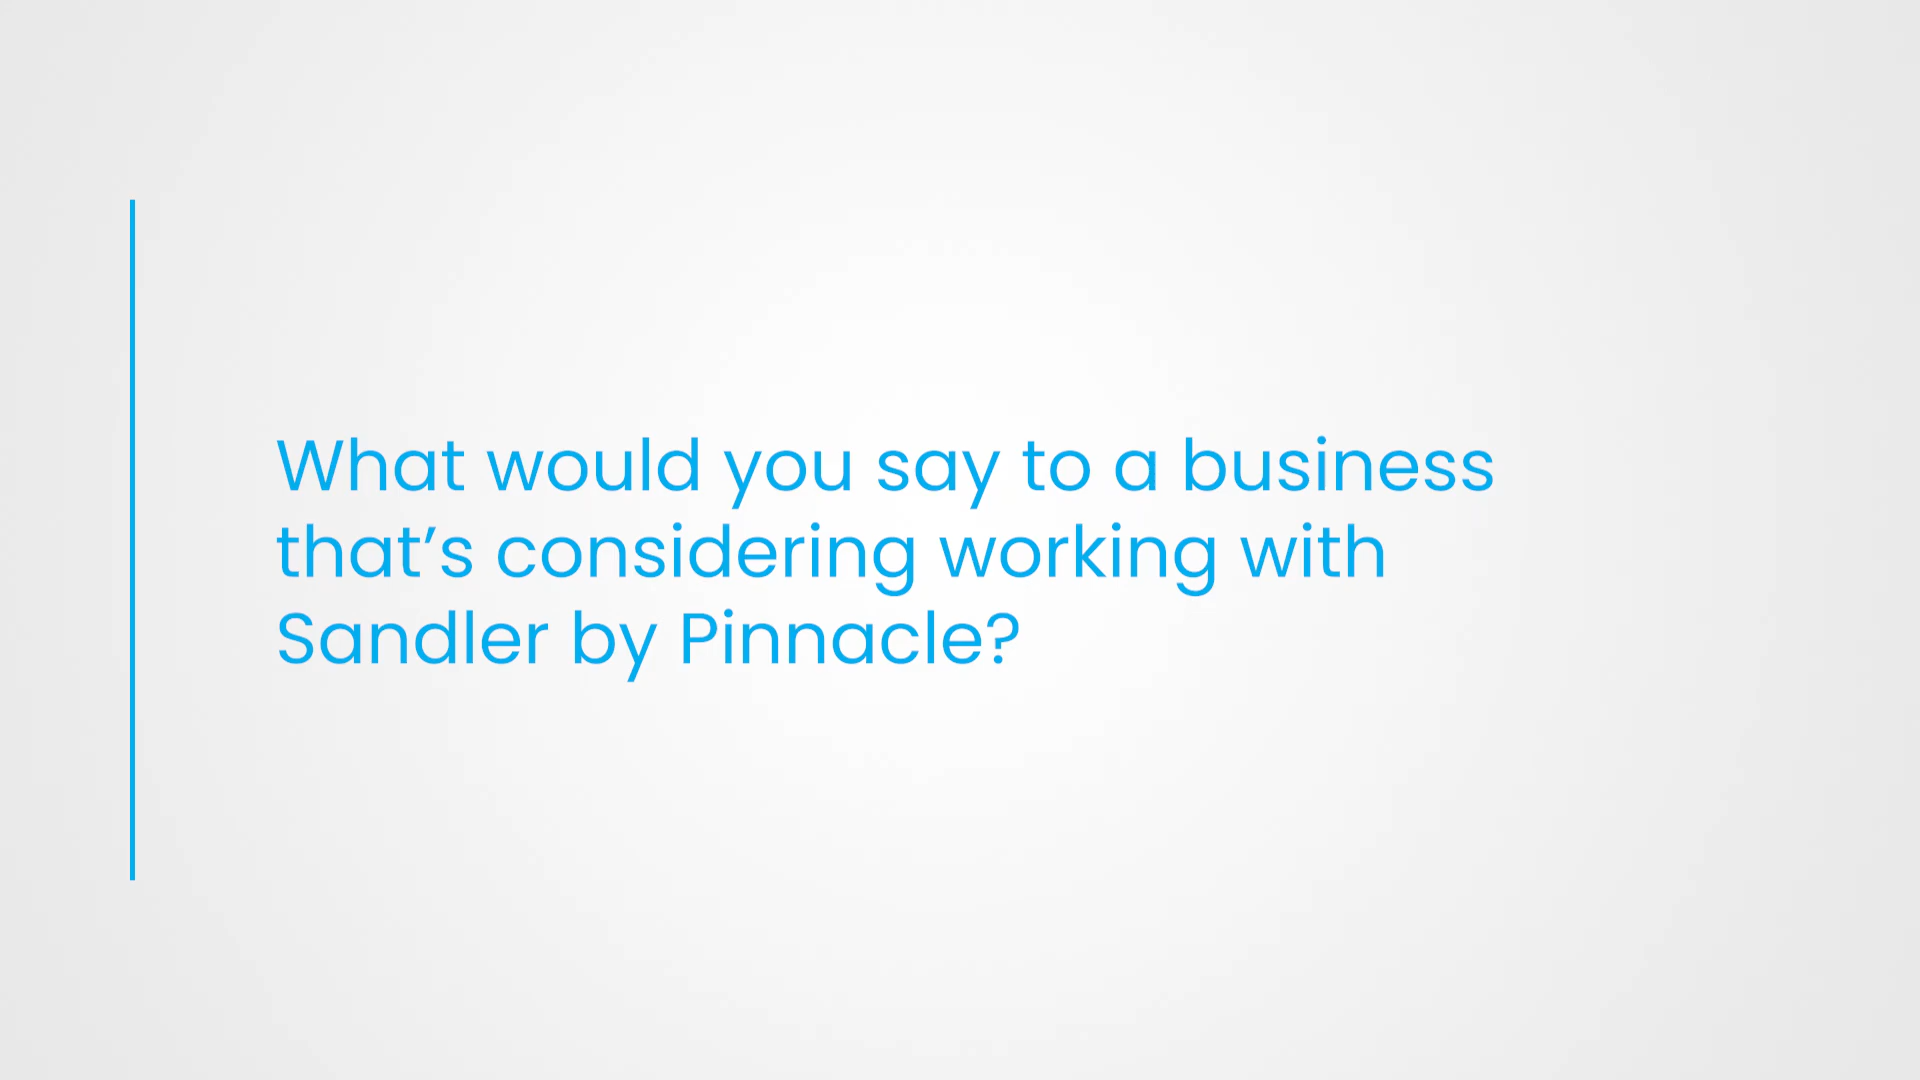 What would you say to a business
that’s considering working with
Sandler by Pinnacle?